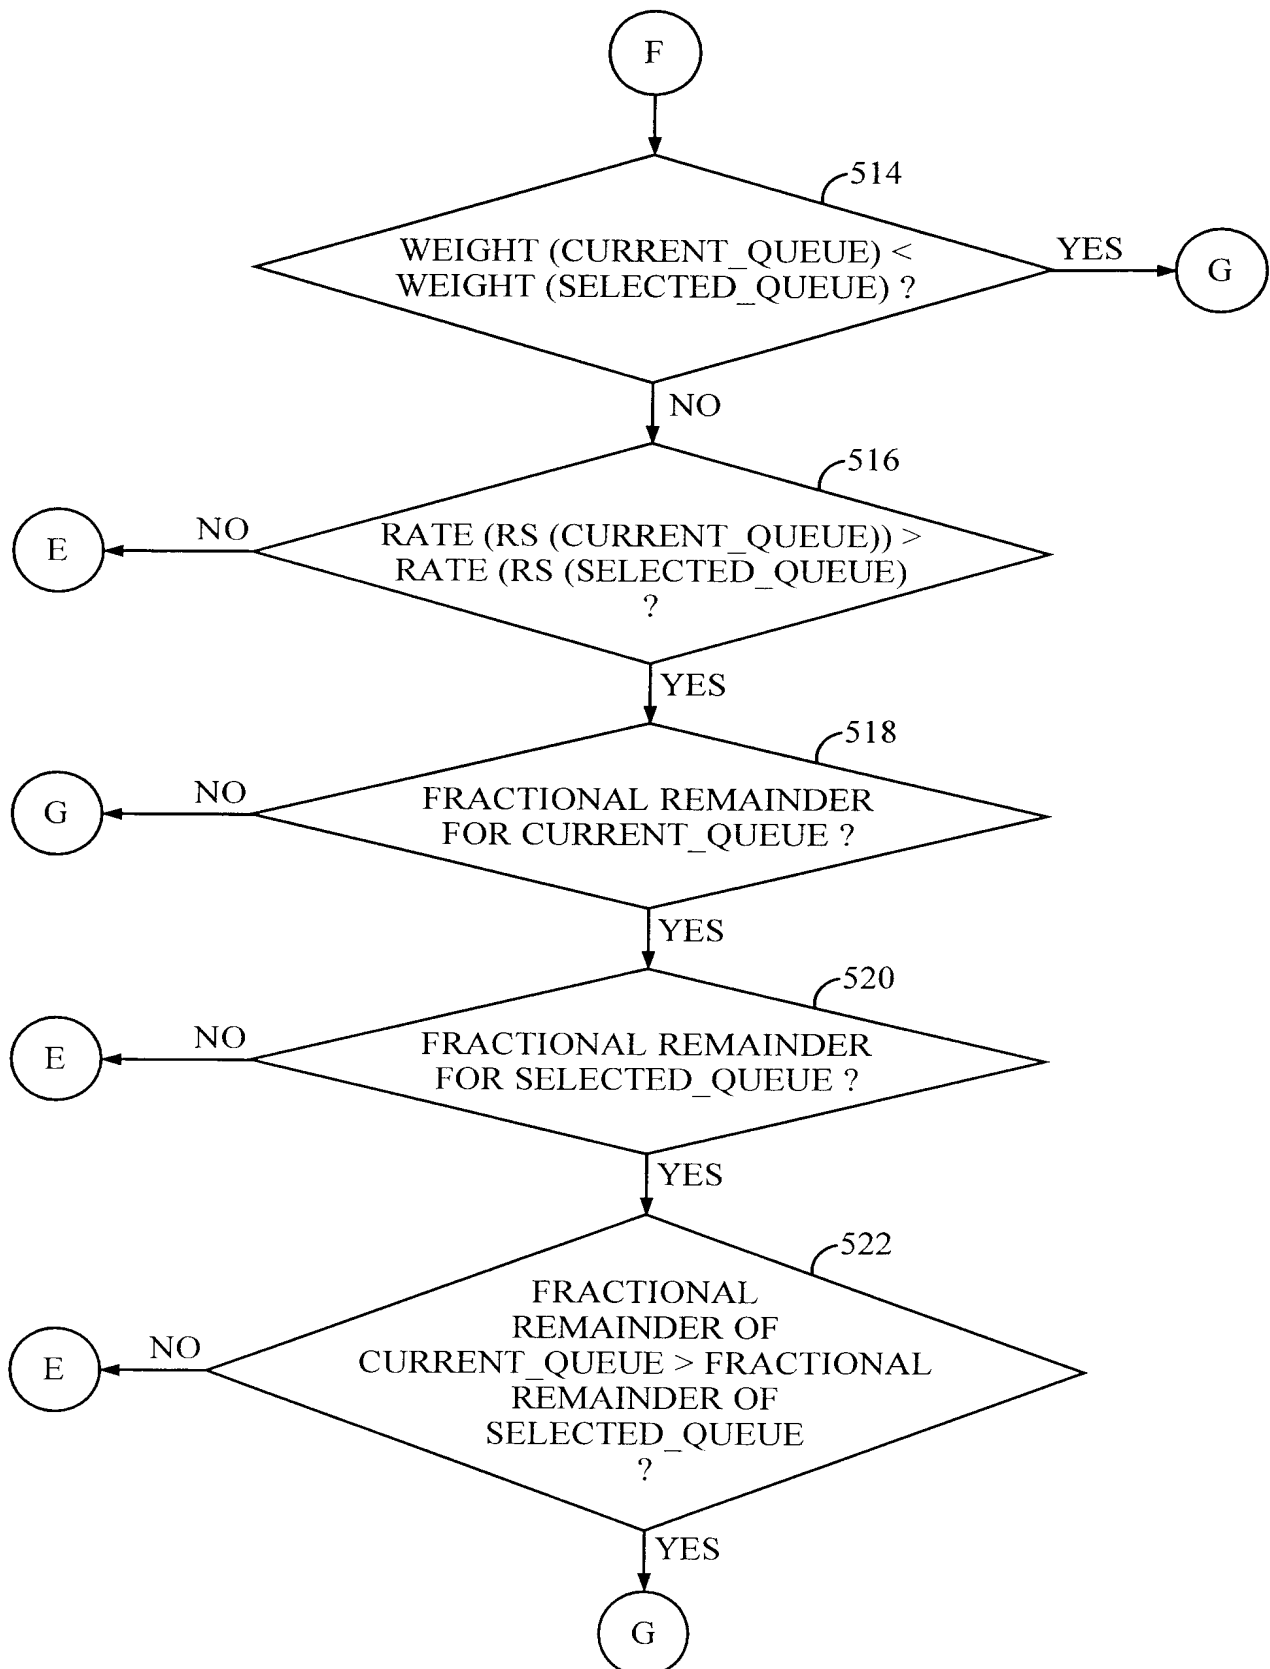 F
514
WEIGHT (CURRENT_QUEUE) <
WEIGHT (SELECTED_QUEUE) ?
YES
G
NO
516
RATE (RS (CURRENT_QUEUE)) >
RATE (RS (SELECTED_QUEUE)
?
NO
E
YES
518
FRACTIONAL REMAINDER
FOR CURRENT_QUEUE ?
NO
G
YES
520
FRACTIONAL REMAINDER
FOR SELECTED_QUEUE ?
NO
E
YES
522
FRACTIONAL
REMAINDER OF
CURRENT_QUEUE > FRACTIONAL
REMAINDER OF
SELECTED_QUEUE
?
NO
E
YES
G